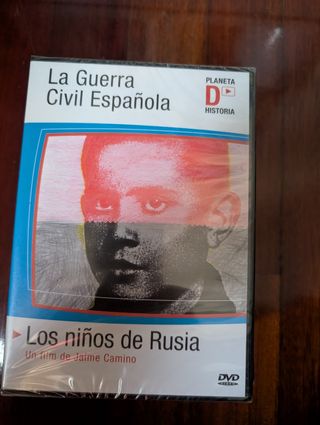 La Guerra
Civil Española
PLANETA
D
HISTORIA
Los niños de Rusia
Un film de Jaime Camino
DVD